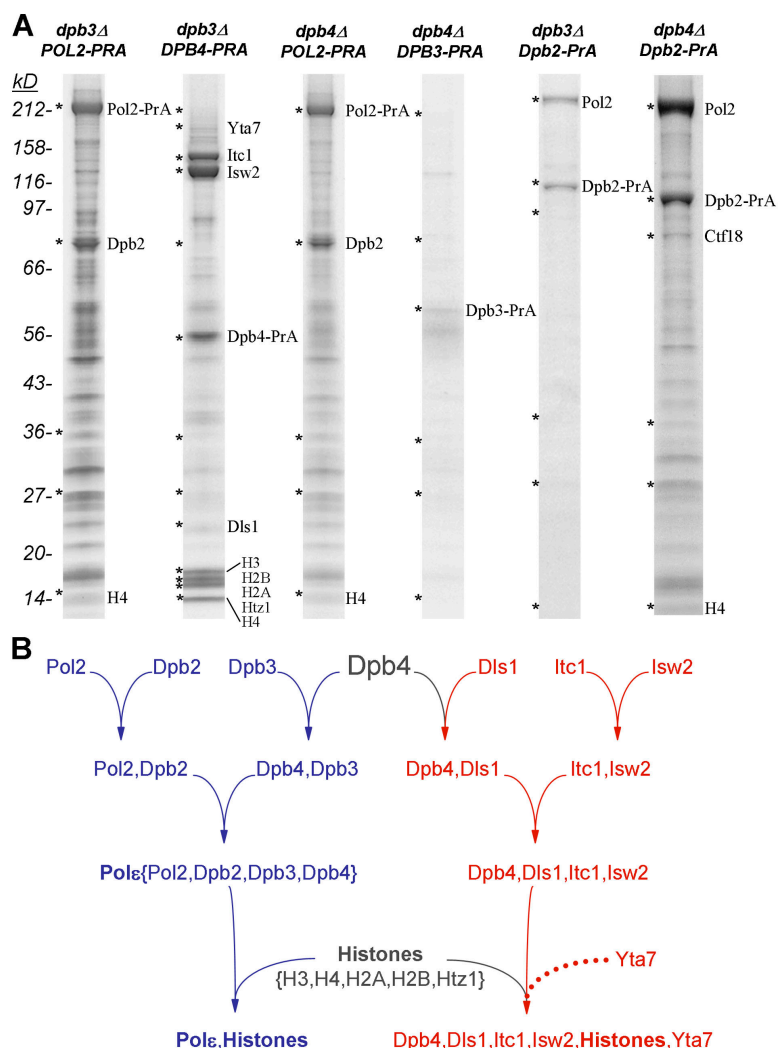 A
dpb3Δ POL2-PRA
dpb3Δ DPB4-PRA
dpb4Δ POL2-PRA
dpb4Δ DPB3-PRA
dpb3Δ Dpb2-PrA
dpb4Δ Dpb2-PrA
kD
212-
158-
116-
97-
66-
56-
43-
36-
27-
20-
14-
* Pol2-PrA
* Dpb2
*
*
* H4
*
* Yta7
* Itc1
* Isw2
*
* Dpb4-PrA
*
*
* Dls1
* H3
* H2B
* H2A
Htz1
* H4
* Pol2-PrA
* Dpb2
*
*
* H4
*
*
* Dpb3-PrA
*
*
* Pol2
* Dpb2-PrA
*
*
*
*
* Pol2
* Dpb2-PrA
* Ctf18
*
*
* H4
B
Pol2 Dpb2 Dpb3 Dpb4 Dls1 Itc1 Isw2
Pol2,Dpb2 Dpb4,Dpb3 Dpb4,Dls1 Itc1,Isw2
Polε{Pol2,Dpb2,Dpb3,Dpb4} Dpb4,Dls1,Itc1,Isw2
Histones
{H3,H4,H2A,H2B,Htz1}
Yta7
Polε,Histones Dpb4,Dls1,Itc1,Isw2,Histones,Yta7